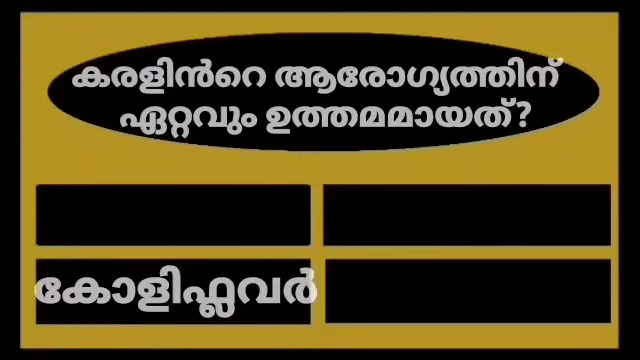 കരളിൻറെ ആരോഗ്യത്തിന്
ഏറ്റവും ഉത്തമമായത്?
കോളിഫ്ലവർ